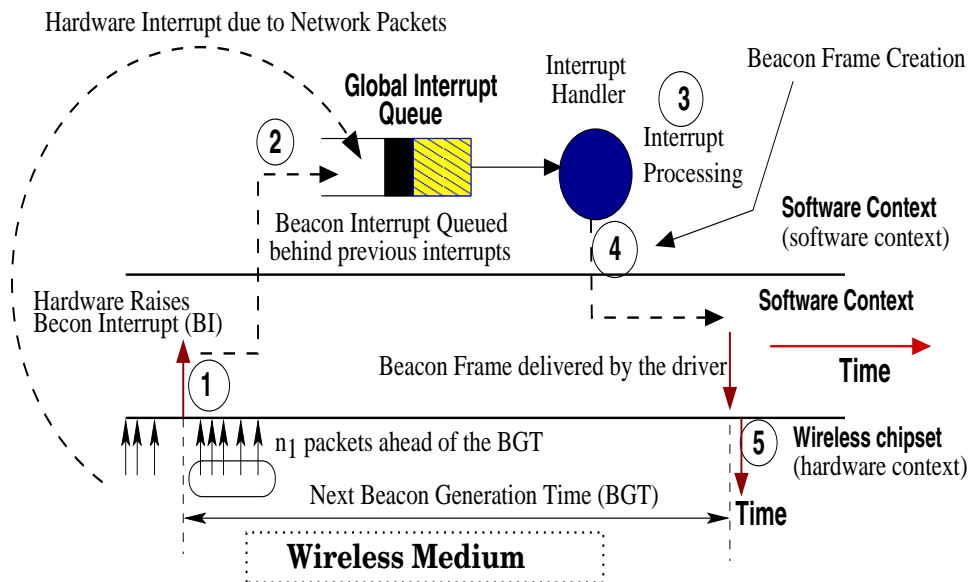 Hardware Interrupt due to Network Packets
Beacon Frame Creation
Interrupt
Handler
3
Global Interrupt
Queue
2
Interrupt
Processing
Beacon Interrupt Queued
behind previous interrupts
4
Software Context
(software context)
Hardware Raises
Becon Interrupt (BI)
Software Context
1
Beacon Frame delivered by the driver
Time
n1 packets ahead of the BGT
5
Wireless chipset
(hardware context)
Next Beacon Generation Time (BGT)
Time
Wireless Medium